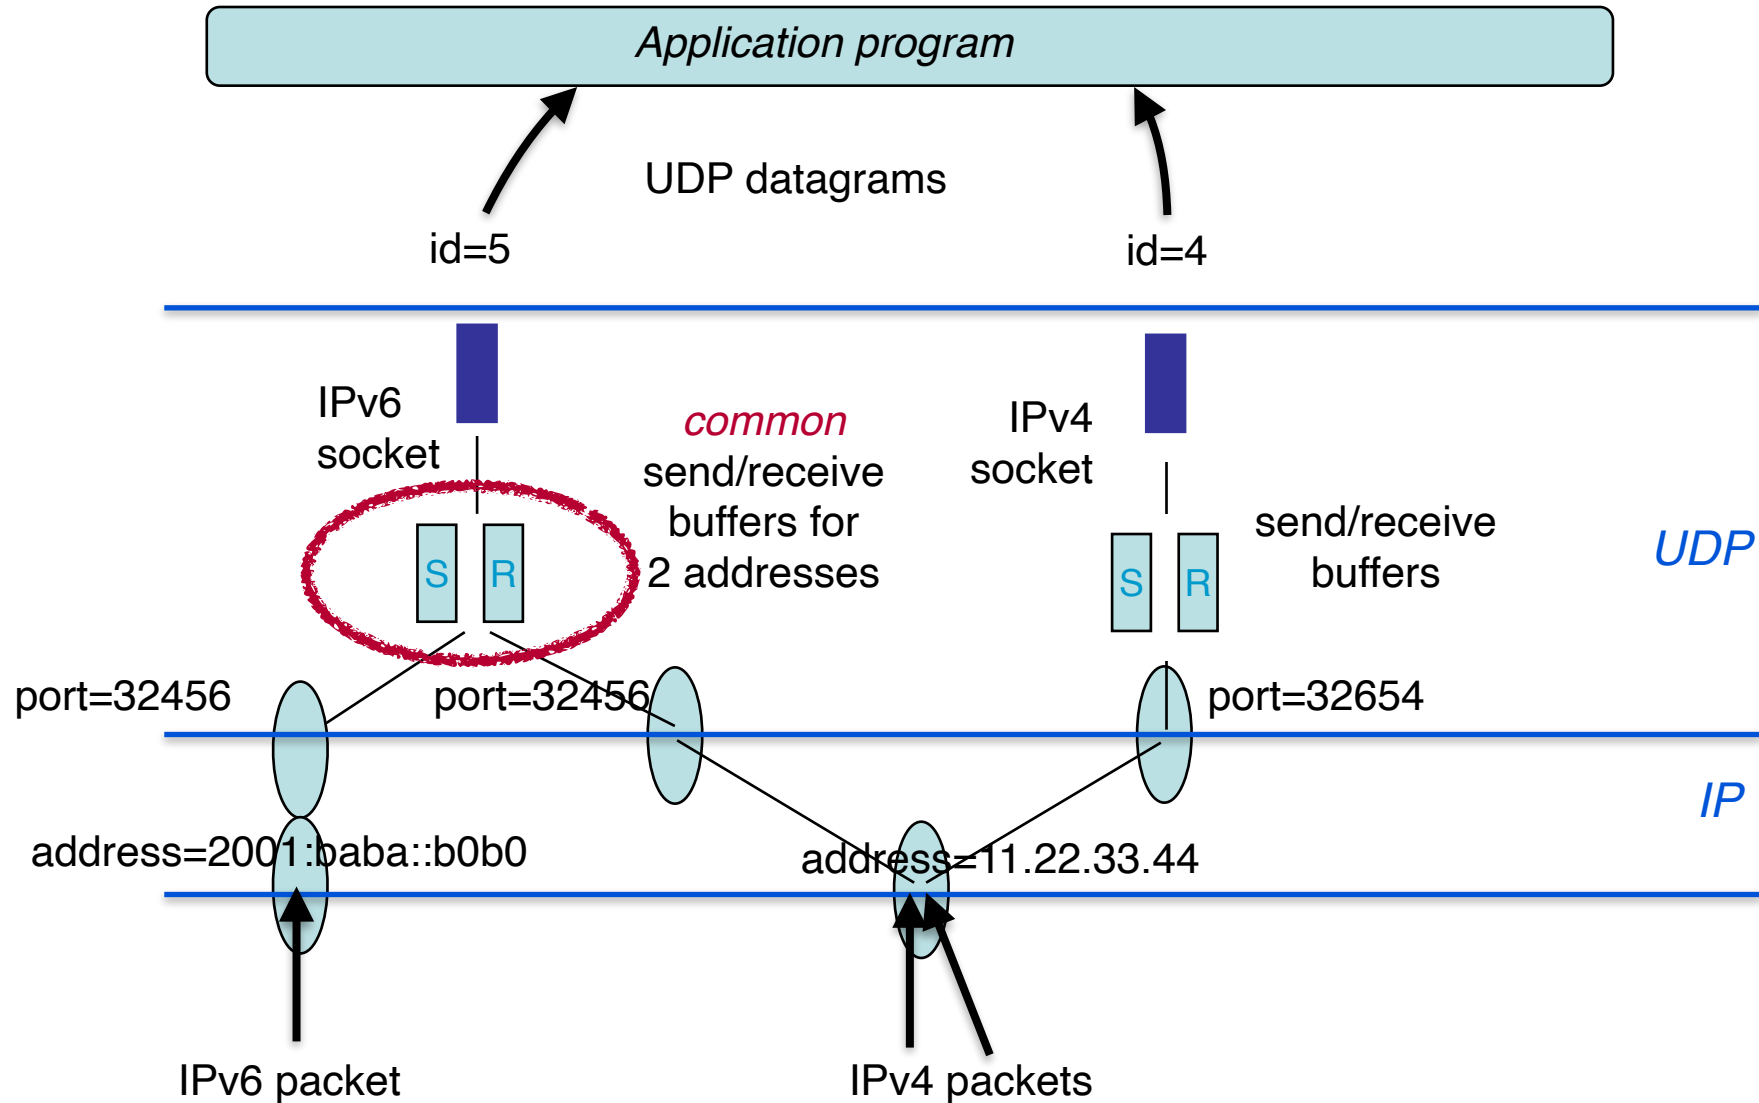 Application program
UDP datagrams
id=5
id=4
IPv6
socket
common
send/receive
buffers for
2 addresses
IPv4
socket
send/receive
buffers
UDP
S
R
S
R
port=32456
port=32456
port=32654
IP
address=2001:baba::b0b0
address=11.22.33.44
IPv6 packet
IPv4 packets